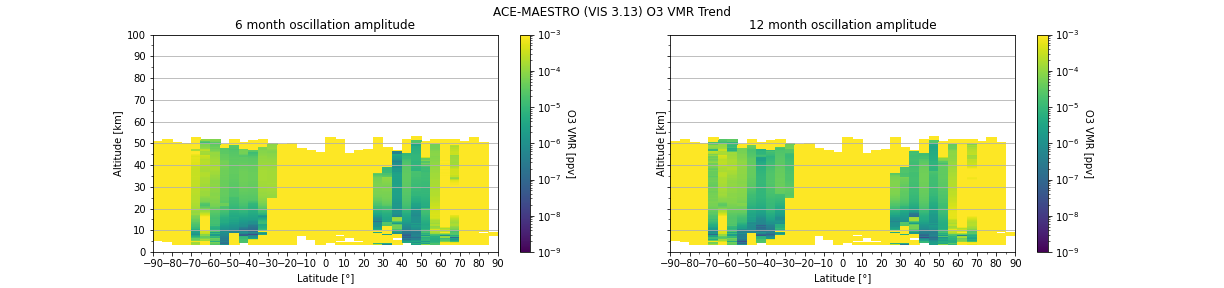 ACE-MAESTRO (VIS 3.13) O3 VMR Trend
6 month oscillation amplitude
12 month oscillation amplitude
Altitude [km]
100
90
80
70
60
50
40
30
20
10
0
−90 −80 −70 −60 −50 −40 −30 −20 −10 0 10 20 30 40 50 60 70 80 90
Latitude [°]
10⁻³
10⁻⁴
10⁻⁵
10⁻⁶
10⁻⁷
10⁻⁸
10⁻⁹
O3 VMR [ppv]
Altitude [km]
−90 −80 −70 −60 −50 −40 −30 −20 −10 0 10 20 30 40 50 60 70 80 90
Latitude [°]
10⁻³
10⁻⁴
10⁻⁵
10⁻⁶
10⁻⁷
10⁻⁸
10⁻⁹
O3 VMR [ppv]